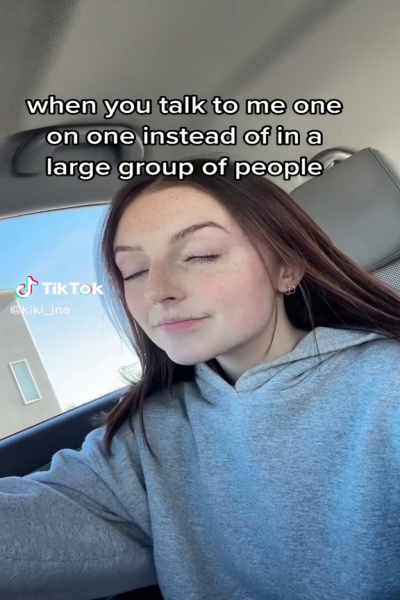 when you talk to me one
on one instead of in a
large group of people
TikTok
@kiki_jna